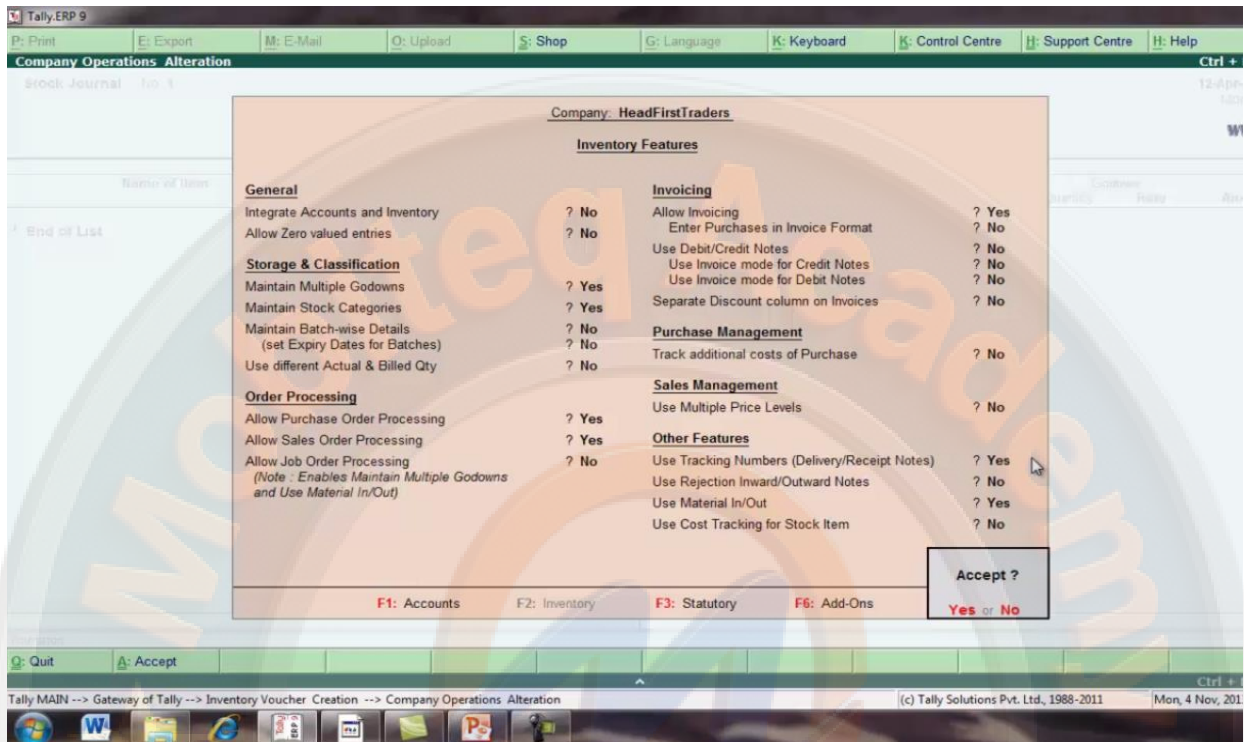 Tally.ERP 9
P: Print E: Export M: E-Mail O: Upload S: Shop G: Language K: Keyboard K: Control Centre H: Support Centre H: Help
Company Operations Alteration Ctrl +
Stock Journal No. 1
12-Apr-
Company: HeadFirstTraders
Inventory Features
Name of Item
End of List
General
Integrate Accounts and Inventory ? No
Allow Zero valued entries ? No
Storage & Classification
Maintain Multiple Godowns ? Yes
Maintain Stock Categories ? Yes
Maintain Batch-wise Details ? No
(set Expiry Dates for Batches) ? No
Use different Actual & Billed Qty ? No
Order Processing
Allow Purchase Order Processing ? Yes
Allow Sales Order Processing ? Yes
Allow Job Order Processing ? No
(Note : Enables Maintain Multiple Godowns
and Use Material In/Out)
Invoicing
Allow Invoicing ? Yes
Enter Purchases in Invoice Format ? No
Use Debit/Credit Notes ? No
Use Invoice mode for Credit Notes ? No
Use Invoice mode for Debit Notes ? No
Separate Discount column on Invoices ? No
Purchase Management
Track additional costs of Purchase ? No
Sales Management
Use Multiple Price Levels ? No
Other Features
Use Tracking Numbers (Delivery/Receipt Notes) ? Yes
Use Rejection Inward/Outward Notes ? No
Use Material In/Out ? Yes
Use Cost Tracking for Stock Item ? No
Accept ?
Yes or No
F1: Accounts F2: Inventory F3: Statutory F6: Add-Ons
Q: Quit A: Accept
Ctrl +
Tally MAIN --> Gateway of Tally --> Inventory Voucher Creation --> Company Operations Alteration (c) Tally Solutions Pvt. Ltd., 1988-2011 Mon, 4 Nov, 201
Moduteq Academy